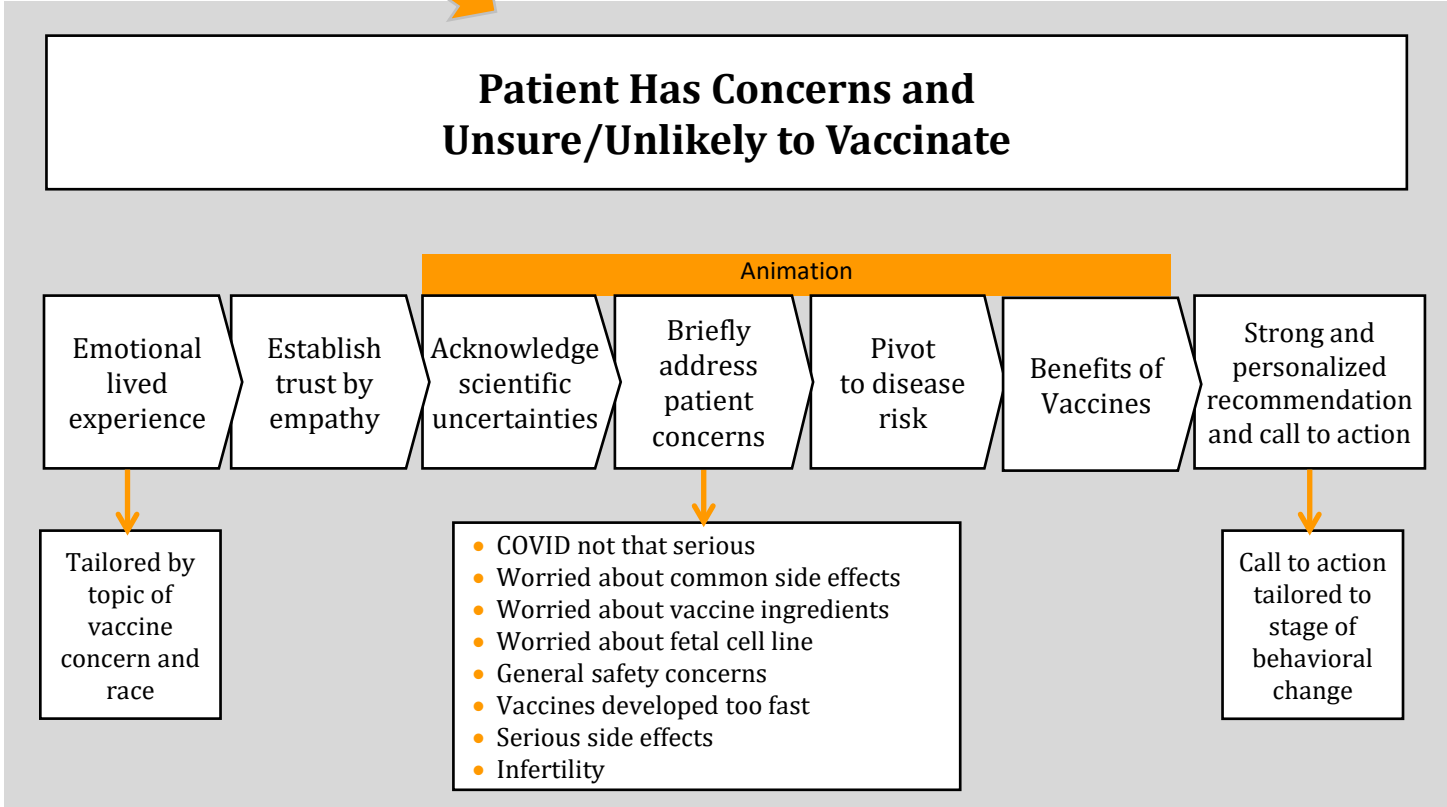 Patient Has Concerns and
Unsure/Unlikely to Vaccinate
Animation
Emotional
lived
experience
Establish
trust by
empathy
Acknowledge
scientific
uncertainties
Briefly
address
patient
concerns
Pivot
to disease
risk
Benefits of
Vaccines
Strong and
personalized
recommendation
and call to action
Tailored by
topic of
vaccine
concern and
race
• COVID not that serious
• Worried about common side effects
• Worried about vaccine ingredients
• Worried about fetal cell line
• General safety concerns
• Vaccines developed too fast
• Serious side effects
• Infertility
Call to action
tailored to
stage of
behavioral
change